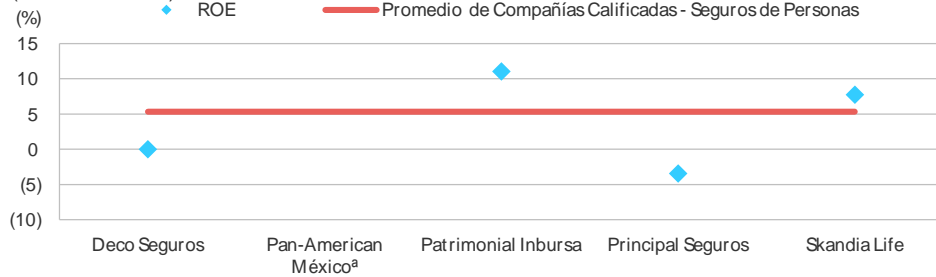 (%)
ROE
Promedio de Compañías Calificadas - Seguros de Personas
15
10
5
0
(5)
(10)
Deco Seguros
Pan-American
Méxicoª
Patrimonial Inbursa
Principal Seguros
Skandia Life